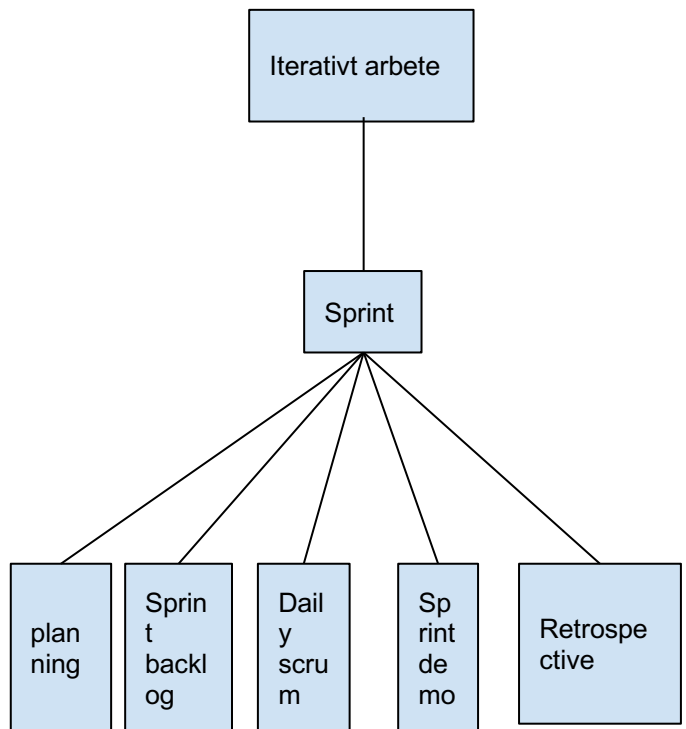 Iterativt arbete
Sprint
plan
ning
Sprin
t
backl
og
Dail
y
scru
m
Sp
rint
de
mo
Retrospe
ctive